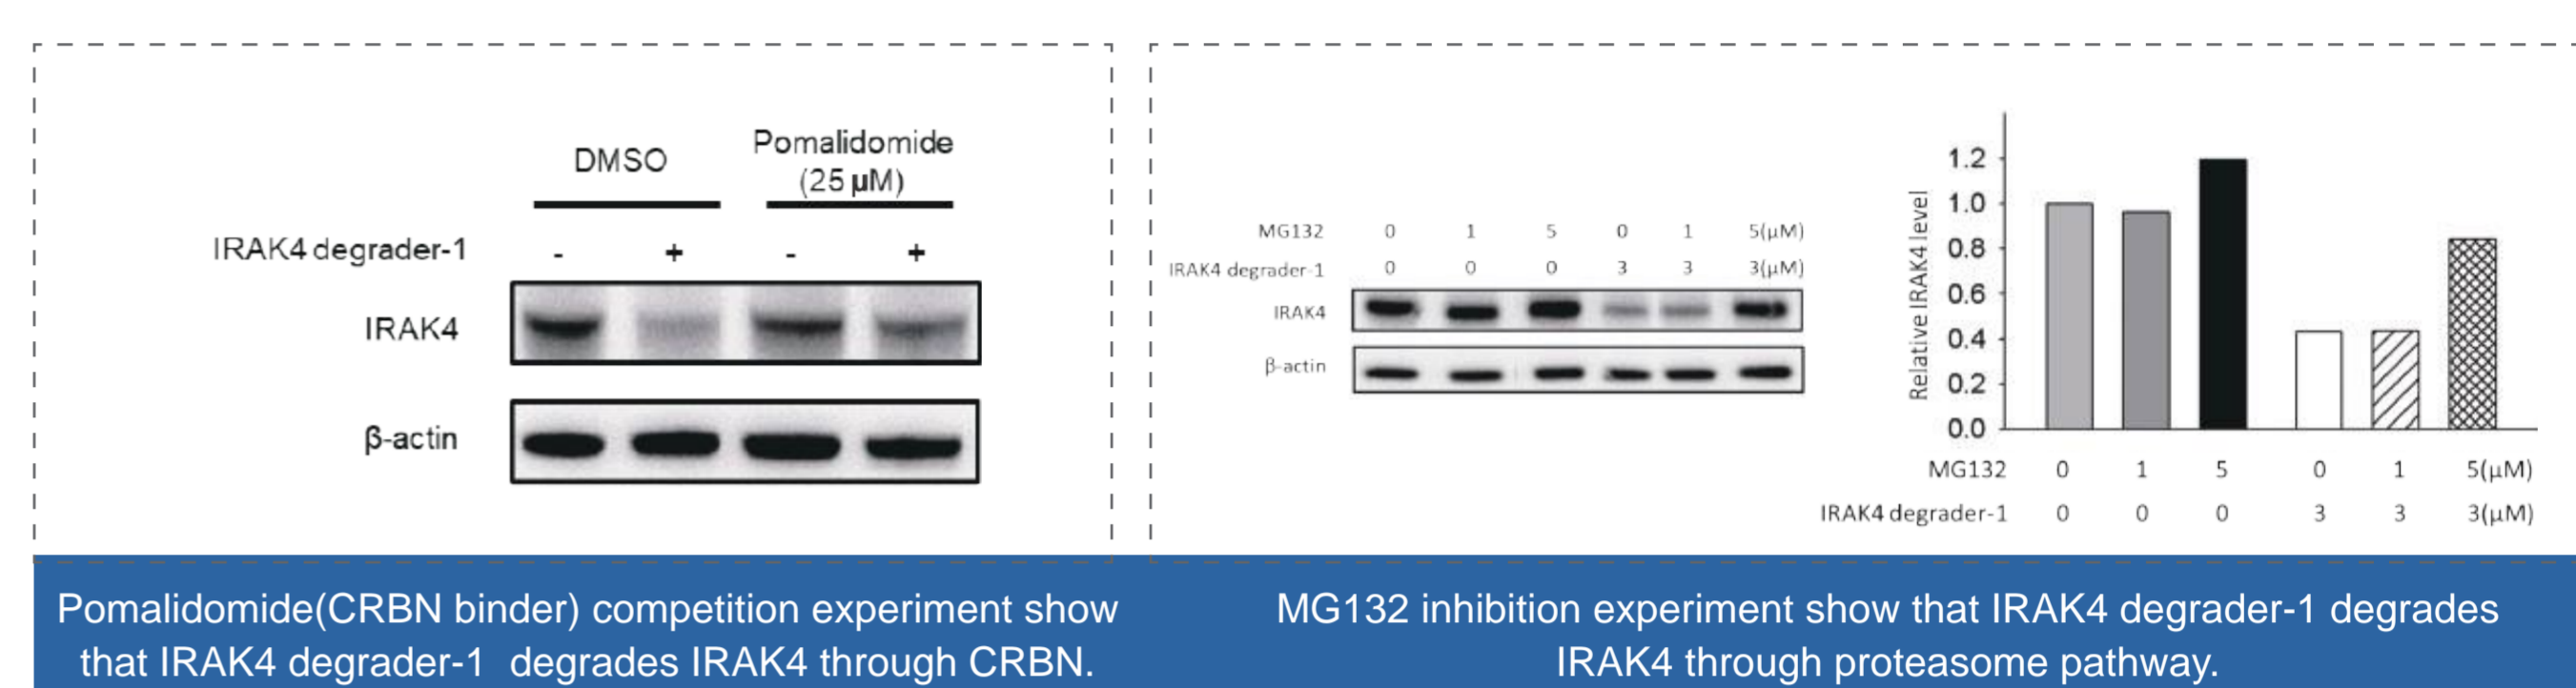 DMSO
Pomalidomide
(25 μM)
IRAK4 degrader-1 - + - +
IRAK4
β-actin
MG132 0 1 5 0 1 5(μM)
IRAK4 degrader-1 0 0 0 3 3 3(μM)
IRAK4
β-actin
Relative IRAK4 level
1.2
1.0
0.8
0.6
0.4
0.2
0.0
MG132 0 1 5 0 1 5(μM)
IRAK4 degrader-1 0 0 0 3 3 3(μM)
Pomalidomide(CRBN binder) competition experiment show
that IRAK4 degrader-1 degrades IRAK4 through CRBN.
MG132 inhibition experiment show that IRAK4 degrader-1 degrades
IRAK4 through proteasome pathway.